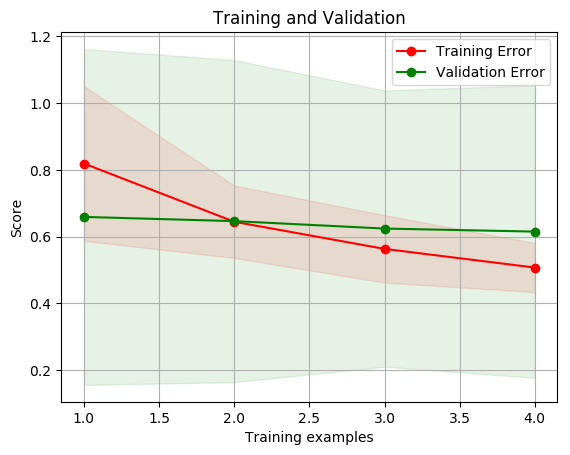 Training and Validation
Training Error
Validation Error
Score
1.2
1.0
0.8
0.6
0.4
0.2
1.0 1.5 2.0 2.5 3.0 3.5 4.0
Training examples